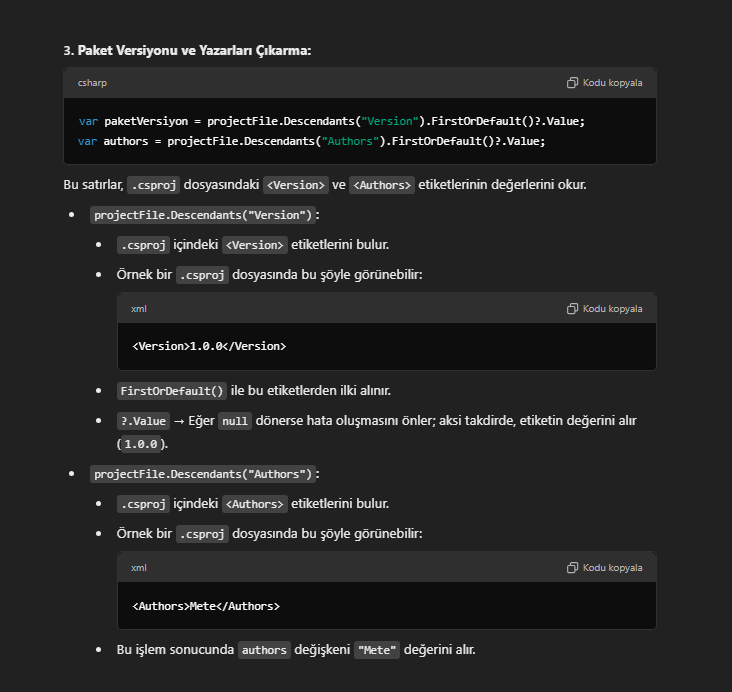 3. Paket Versiyonu ve Yazarları Çıkarma:
csharp
Kodu kopyala
var paketVersiyon = projectFile.Descendants("Version").FirstOrDefault()?.Value;
var authors = projectFile.Descendants("Authors").FirstOrDefault()?.Value;
Bu satırlar, .csproj dosyasındaki <Version> ve <Authors> etiketlerinin değerlerini okur.
• projectFile.Descendants("Version"):
• .csproj içindeki <Version> etiketlerini bulur.
• Örnek bir .csproj dosyasında bu şöyle görünebilir:
xml
Kodu kopyala
<Version>1.0.0</Version>
• FirstOrDefault() ile bu etiketlerden ilki alınır.
• ?.Value → Eğer null dönerse hata oluşmasını önler; aksi takdirde, etiketin değerini alır
(1.0.0).
• projectFile.Descendants("Authors"):
• .csproj içindeki <Authors> etiketlerini bulur.
• Örnek bir .csproj dosyasında bu şöyle görünebilir:
xml
Kodu kopyala
<Authors>Mete</Authors>
• Bu işlem sonucunda authors değişkeni "Mete" değerini alır.